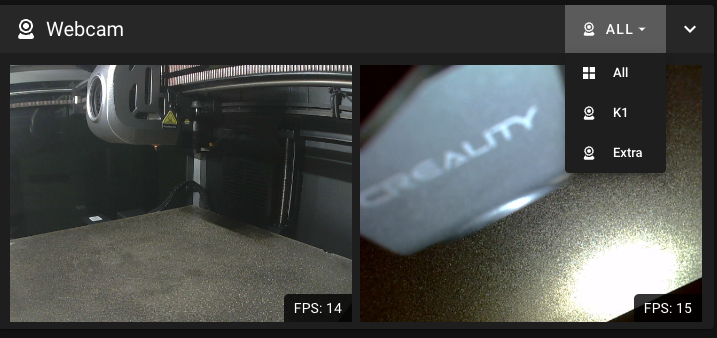 Webcam
ALL
All
K1
Extra
CREALITY
FPS: 14
FPS: 15